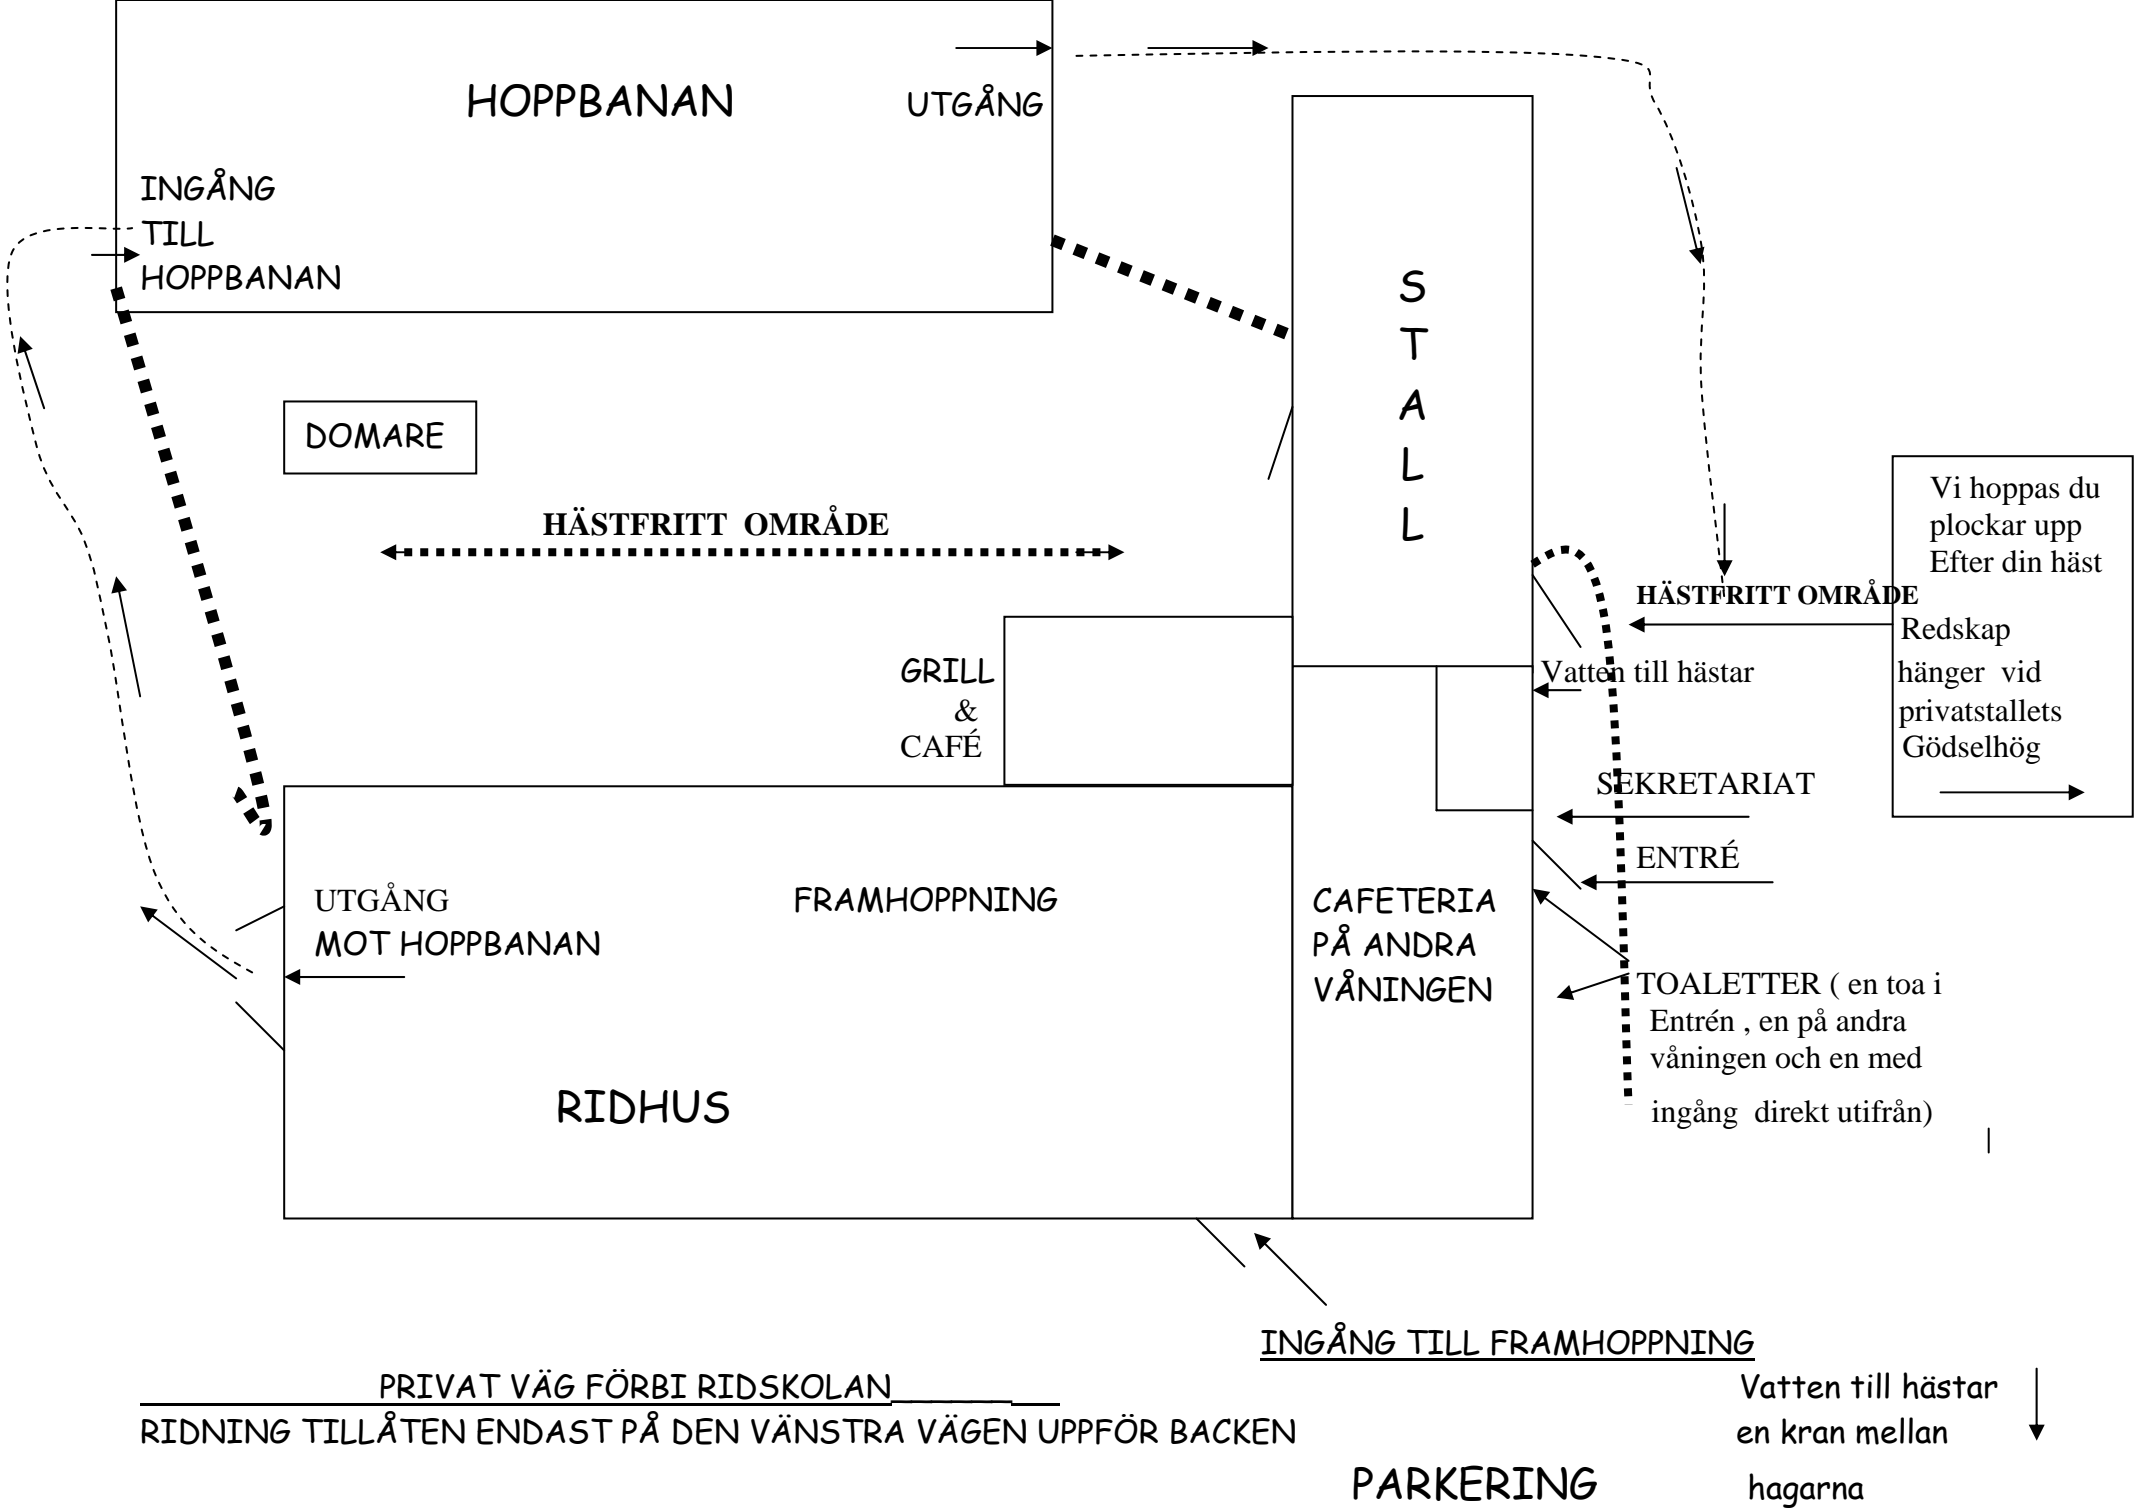 HOPPBANAN
UTGÅNG
INGÅNG
TILL
HOPPBANAN
S
T
A
L
L
DOMARE
HÄSTFRITT OMRÅDE
Vi hoppas du
plockar upp
Efter din häst
Redskap
hänger vid
privatstallets
Gödselhög
HÄSTFRITT OMRÅDE
Vatten till hästar
GRILL
&
CAFÉ
SEKRETARIAT
ENTRÉ
UTGÅNG
MOT HOPPBANAN
FRAMHOPPNING
CAFETERIA
PÅ ANDRA
VÅNINGEN
TOALETTER ( en toa i
Entrén , en på andra
våningen och en med
ingång direkt utifrån)
RIDHUS
INGÅNG TILL FRAMHOPPNING
PRIVAT VÄG FÖRBI RIDSKOLAN
RIDNING TILLÅTEN ENDAST PÅ DEN VÄNSTRA VÄGEN UPPFÖR BACKEN
Vatten till hästar
en kran mellan
hagarna
PARKERING